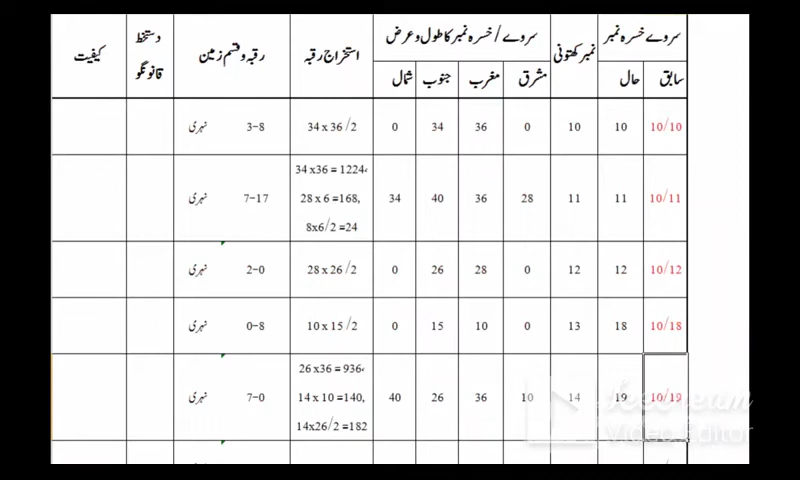 سروے خسرہ نمبر | نمبر کھتونی | سروے / خسرہ نمبر کا طول و عرض | استخراج رقبہ | رقبہ و قسم زمین | دستخط قانونگو | کیفیت
سابق | حال | مشرق | مغرب | جنوب | شمال
10/10 | 10 | 10 | 0 | 36 | 34 | 0 | 34 x 36 /2 | 3-8 | نہری
10/11 | 11 | 11 | 28 | 36 | 40 | 34 | 34 x36 = 1224، | 7-17 | نہری
28 x 6 =168,
8x6/2 =24
10/12 | 12 | 12 | 0 | 28 | 26 | 0 | 28 x 26 /2 | 2-0 | نہری
10/18 | 18 | 13 | 0 | 10 | 15 | 0 | 10 x 15 /2 | 0-8 | نہری
10/19 | 19 | 14 | 10 | 36 | 26 | 40 | 26 x36 = 936، | 7-0 | نہری
14 x 10 =140,
14x26/2 =182
Video Editor